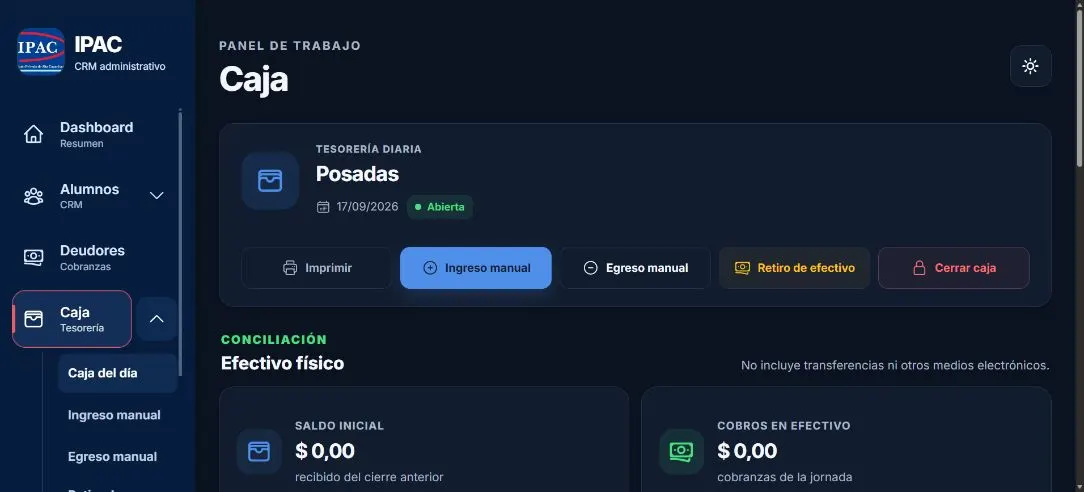 IPAC
IPAC
CRM administrativo
Dashboard
Resumen
Alumnos
CRM
Deudores
Cobranzas
Caja
Tesorería
Caja del día
Ingreso manual
Egreso manual
PANEL DE TRABAJO
Caja
TESORERÍA DIARIA
Posadas
17/09/2026
Abierta
Imprimir
Ingreso manual
Egreso manual
Retiro de efectivo
Cerrar caja
CONCILIACIÓN
Efectivo físico
No incluye transferencias ni otros medios electrónicos.
SALDO INICIAL
$ 0,00
recibido del cierre anterior
COBROS EN EFECTIVO
$ 0,00
cobranzas de la jornada